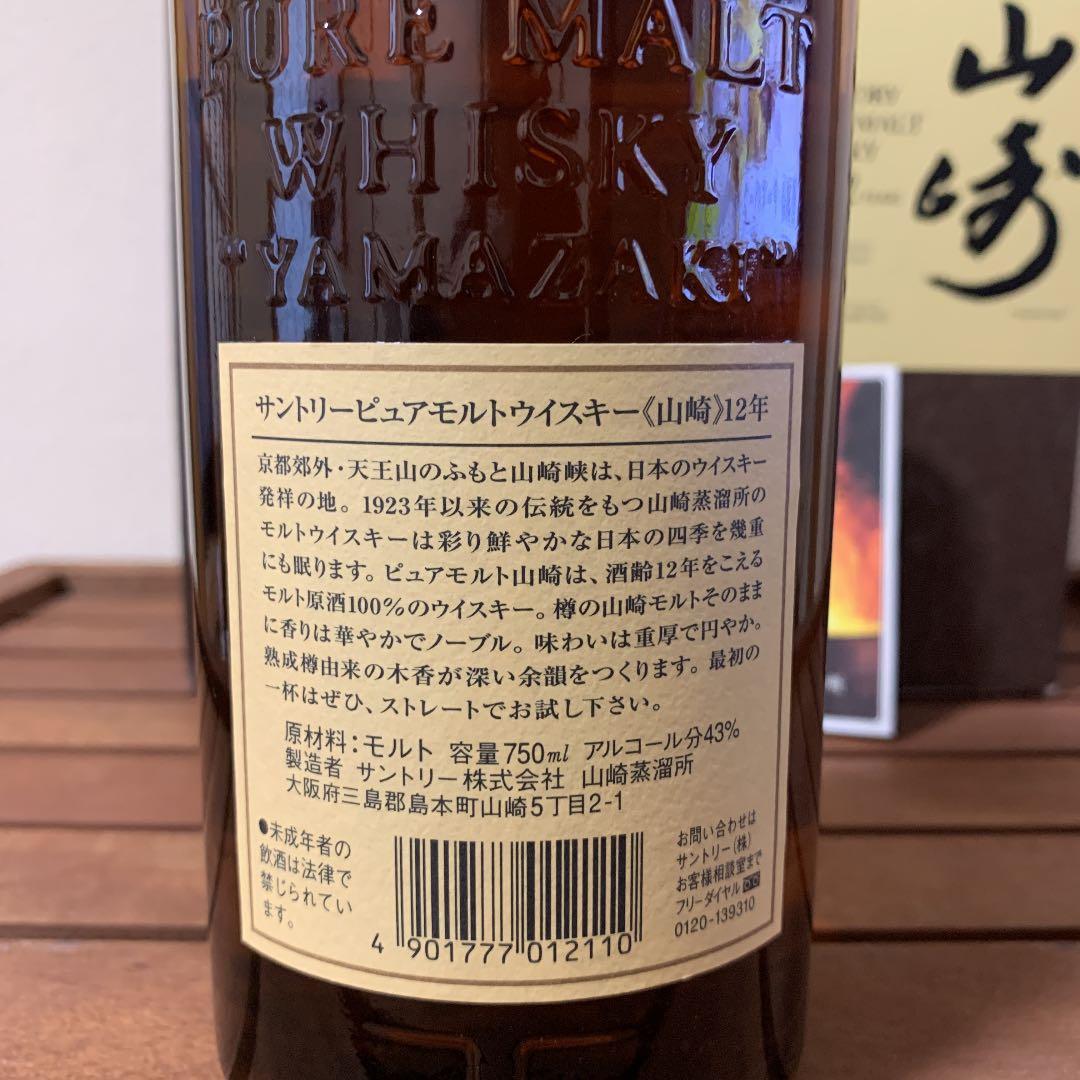 PURE MALT
WHISKY
"YAMAZAKI"
サントリーピュアモルトウイスキー《山崎》12年
京都郊外・天王山のふもと山崎峡は、日本のウイスキー
発祥の地。1923年以来の伝統をもつ山崎蒸溜所の
モルトウイスキーは彩り鮮やかな日本の四季を幾重
にも眠ります。ピュアモルト山崎は、酒齢12年をこえる
モルト原酒100%のウイスキー。樽の山崎モルトそのまま
に香りは華やかでノーブル。味わいは重厚で円やか。
熟成樽由来の木香が深い余韻をつくります。最初の
一杯はぜひ、ストレートでお試し下さい。
原材料：モルト 容量750ml アルコール分43%
製造者 サントリー株式会社 山崎蒸溜所
大阪府三島郡島本町山崎5丁目2-1
●未成年者の
飲酒は法律で
禁じられてい
ます。
4 901777 012110
お問い合わせは
サントリー(株)
お客様相談室まで
フリーダイヤル
0120-139310
山崎